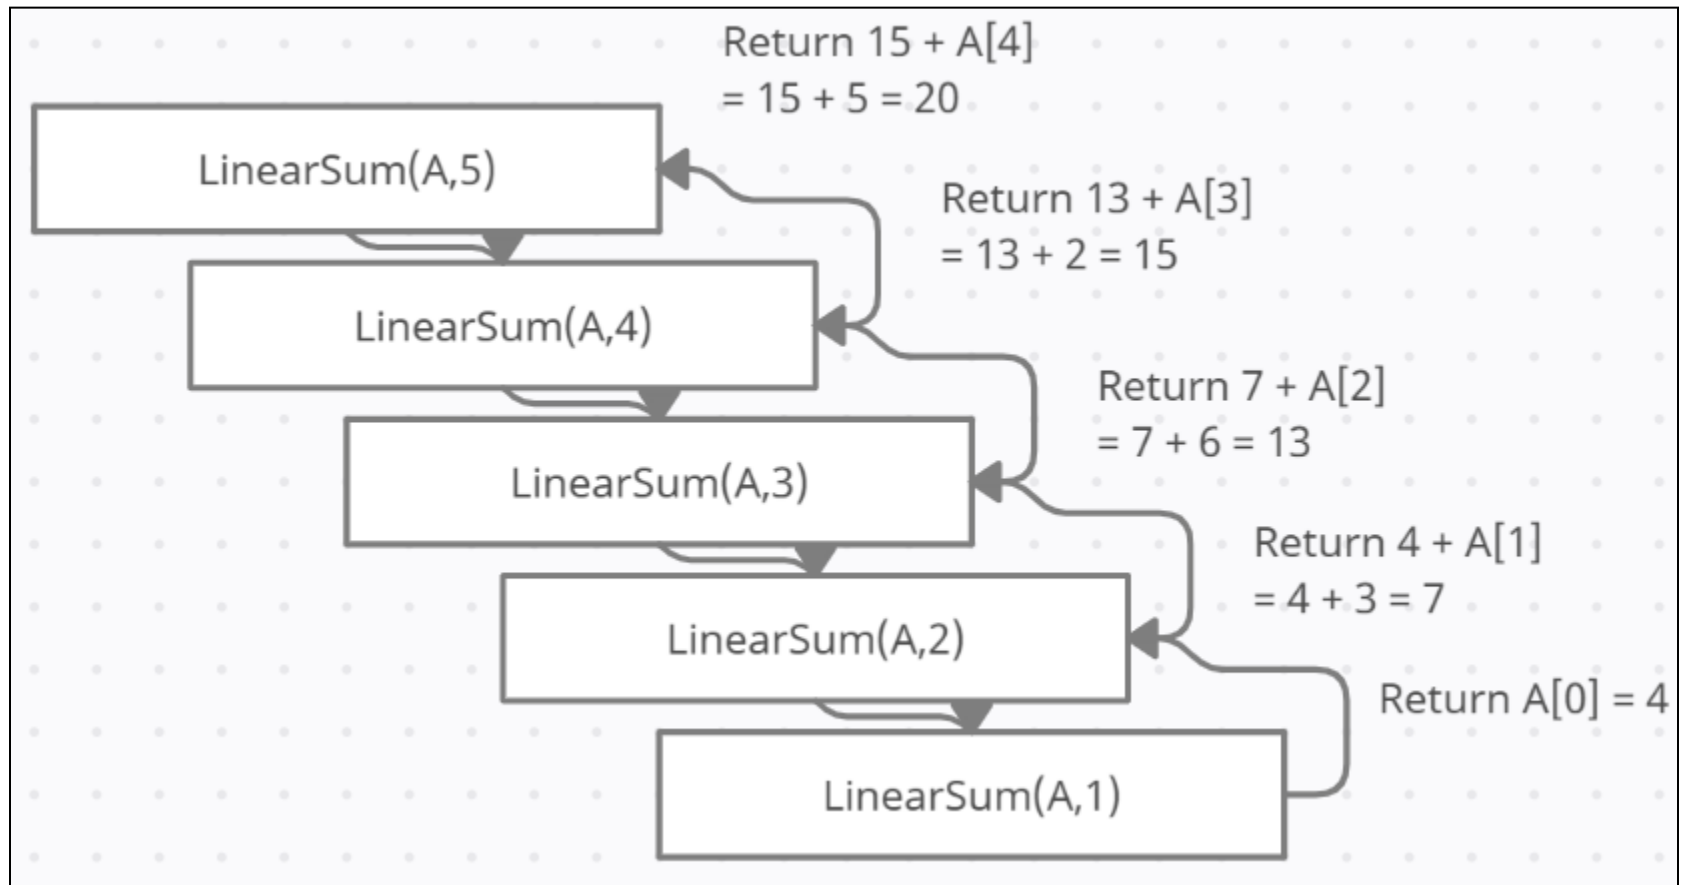 Return 15 + A[4]
= 15 + 5 = 20
LinearSum(A,5)
Return 13 + A[3]
= 13 + 2 = 15
LinearSum(A,4)
Return 7 + A[2]
= 7 + 6 = 13
LinearSum(A,3)
Return 4 + A[1]
= 4 + 3 = 7
LinearSum(A,2)
Return A[0] = 4
LinearSum(A,1)